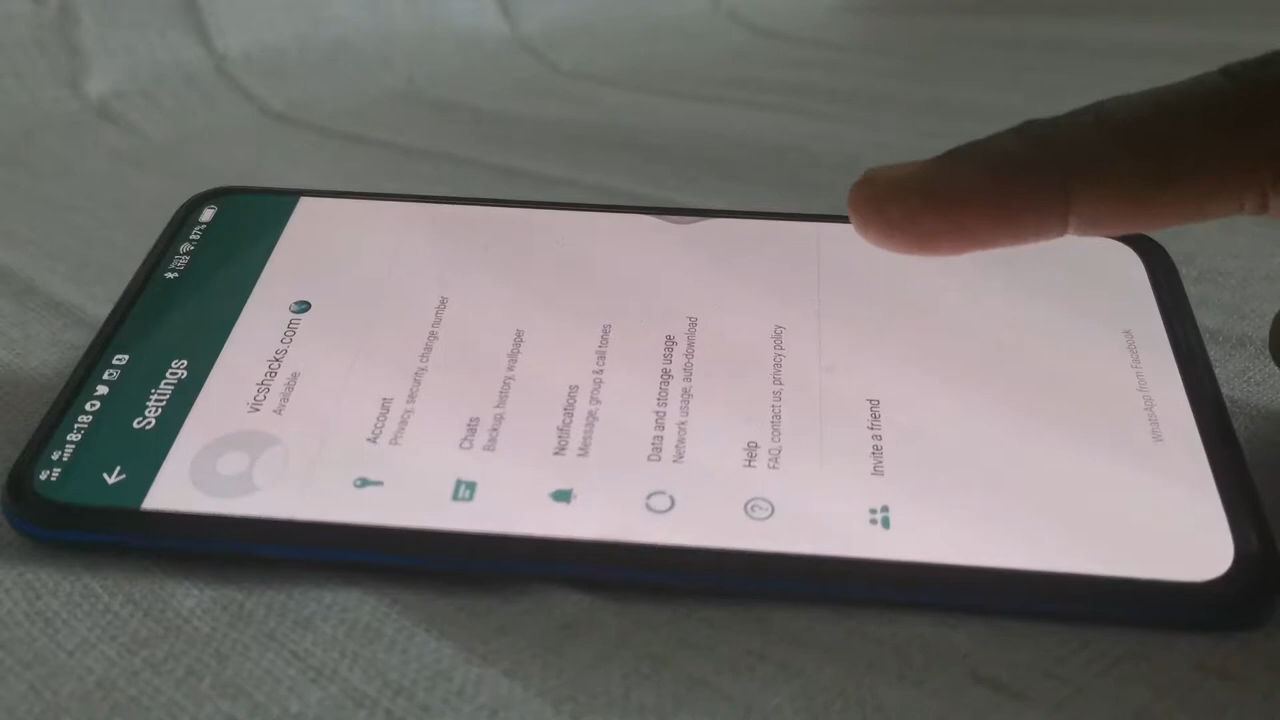 8:18
87%
Settings
vicshacks.com
Available
Account
Privacy, security, change number
Chats
Backup, history, wallpaper
Notifications
Message, group & call tones
Data and storage usage
Network usage, auto-download
Help
FAQ, contact us, privacy policy
Invite a friend
WhatsApp from Facebook